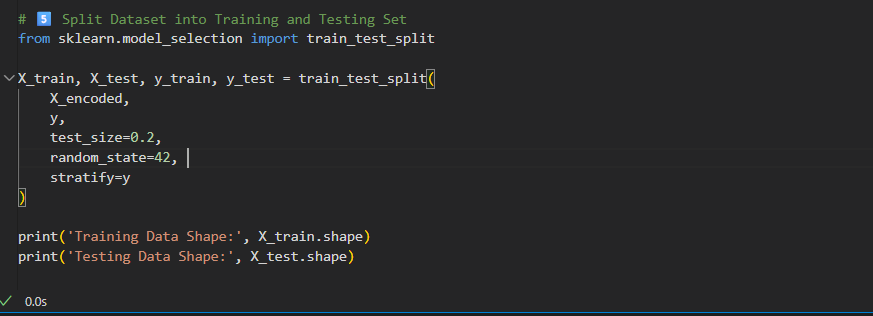 # 5️⃣ Split Dataset into Training and Testing Set
from sklearn.model_selection import train_test_split
X_train, X_test, y_train, y_test = train_test_split(
    X_encoded,
    y,
    test_size=0.2,
    random_state=42,
    stratify=y
)
print('Training Data Shape:', X_train.shape)
print('Testing Data Shape:', X_test.shape)
0.0s